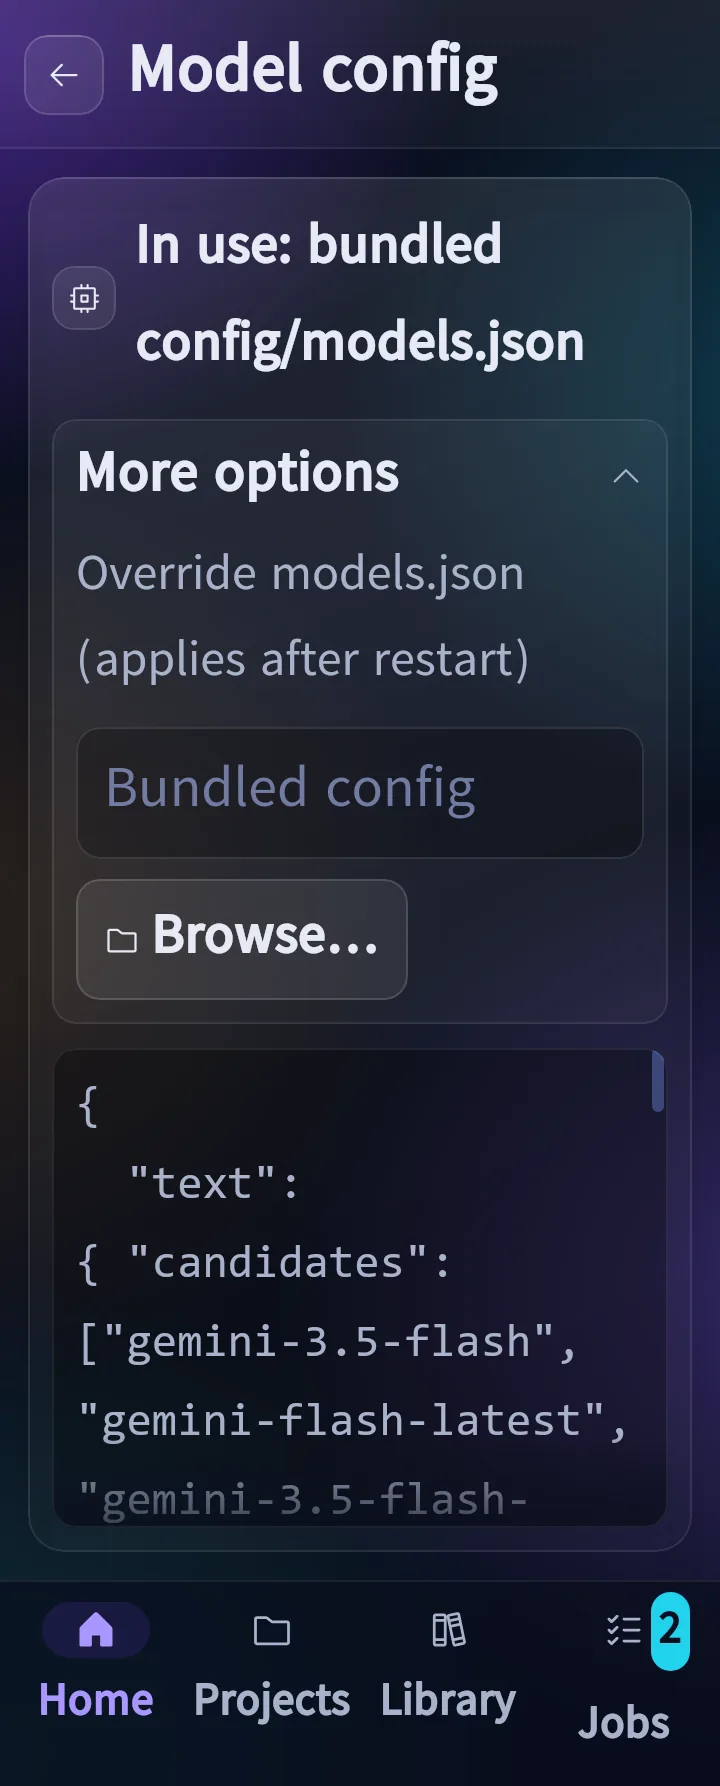 Model config
In use: bundled
config/models.json
More options
Override models.json
(applies after restart)
Bundled config
Browse…
{
"text":
{ "candidates":
["gemini-3.5-flash",
"gemini-flash-latest",
"gemini-3.5-flash-
2
Home
Projects
Library
Jobs